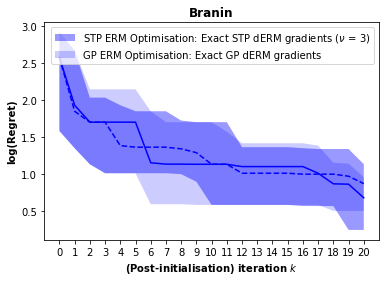 Branin
STP ERM Optimisation: Exact STP dERM gradients (ν = 3)
GP ERM Optimisation: Exact GP dERM gradients
log(Regret)
3.0
2.5
2.0
1.5
1.0
0.5
0 1 2 3 4 5 6 7 8 9 10 11 12 13 14 15 16 17 18 19 20
(Post-initialisation) iteration k